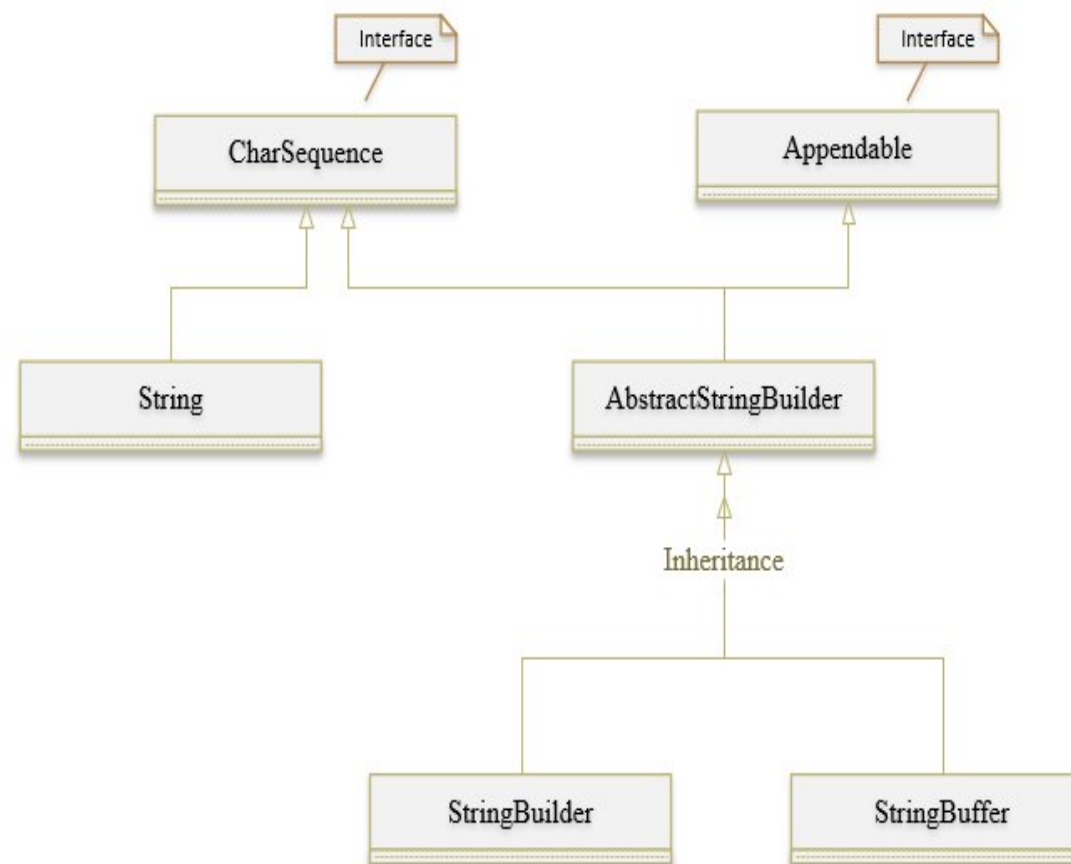 Interface
Interface
CharSequence
Appendable
String
AbstractStringBuilder
Inheritance
StringBuilder
StringBuffer